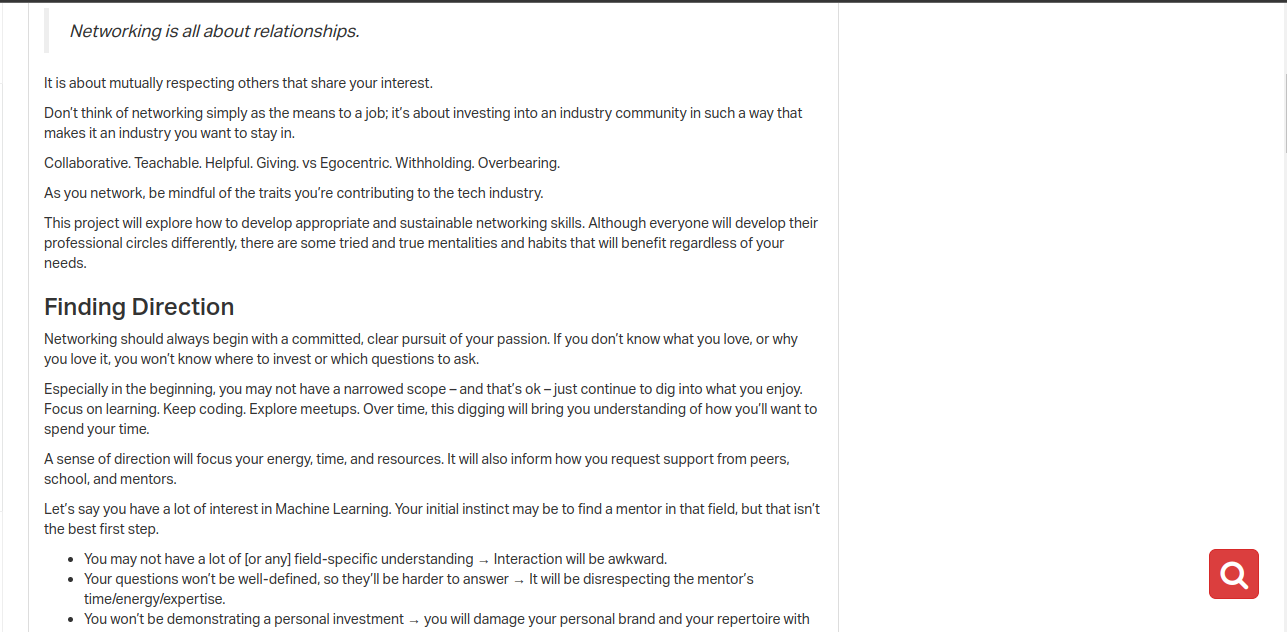 Networking is all about relationships.
It is about mutually respecting others that share your interest.
Don’t think of networking simply as the means to a job; it’s about investing into an industry community in such a way that
makes it an industry you want to stay in.
Collaborative. Teachable. Helpful. Giving. vs Egocentric. Withholding. Overbearing.
As you network, be mindful of the traits you’re contributing to the tech industry.
This project will explore how to develop appropriate and sustainable networking skills. Although everyone will develop their
professional circles differently, there are some tried and true mentalities and habits that will benefit regardless of your
needs.
Finding Direction
Networking should always begin with a committed, clear pursuit of your passion. If you don’t know what you love, or why
you love it, you won’t know where to invest or which questions to ask.
Especially in the beginning, you may not have a narrowed scope – and that’s ok – just continue to dig into what you enjoy.
Focus on learning. Keep coding. Explore meetups. Over time, this digging will bring you understanding of how you’ll want to
spend your time.
A sense of direction will focus your energy, time, and resources. It will also inform how you request support from peers,
school, and mentors.
Let’s say you have a lot of interest in Machine Learning. Your initial instinct may be to find a mentor in that field, but that isn’t
the best first step.
• You may not have a lot of [or any] field-specific understanding → Interaction will be awkward.
• Your questions won’t be well-defined, so they’ll be harder to answer → It will be disrespecting the mentor’s
time/energy/expertise.
• You won’t be demonstrating a personal investment → you will damage your personal brand and your repertoire with